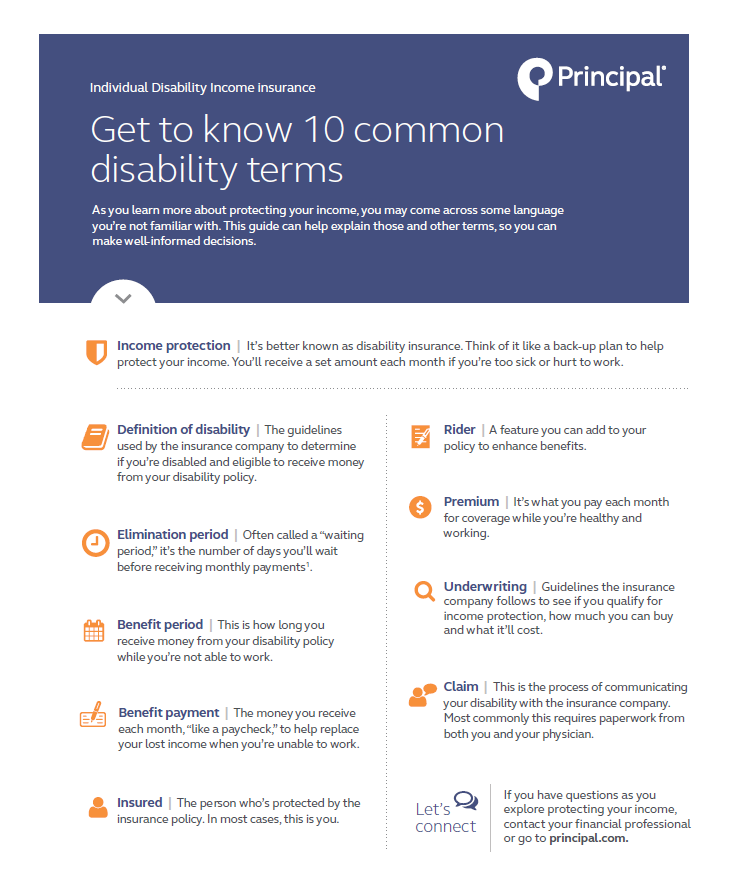 Principal®
Individual Disability Income insurance
Get to know 10 common
disability terms
As you learn more about protecting your income, you may come across some language
you're not familiar with. This guide can help explain those and other terms, so you can
make well-informed decisions.
Income protection | It's better known as disability insurance. Think of it like a back-up plan to help
protect your income. You'll receive a set amount each month if you're too sick or hurt to work.
Definition of disability | The guidelines
used by the insurance company to determine
if you're disabled and eligible to receive money
from your disability policy.
Elimination period | Often called a "waiting
period," it's the number of days you'll wait
before receiving monthly payments¹.
Benefit period | This is how long you
receive money from your disability policy
while you're not able to work.
Benefit payment | The money you receive
each month, "like a paycheck," to help replace
your lost income when you're unable to work.
Insured | The person who's protected by the
insurance policy. In most cases, this is you.
Rider | A feature you can add to your
policy to enhance benefits.
Premium | It's what you pay each month
for coverage while you're healthy and
working.
Underwriting | Guidelines the insurance
company follows to see if you qualify for
income protection, how much you can buy
and what it'll cost.
Claim | This is the process of communicating
your disability with the insurance company.
Most commonly this requires paperwork from
both you and your physician.
Let's
connect
If you have questions as you
explore protecting your income,
contact your financial professional
or go to principal.com.